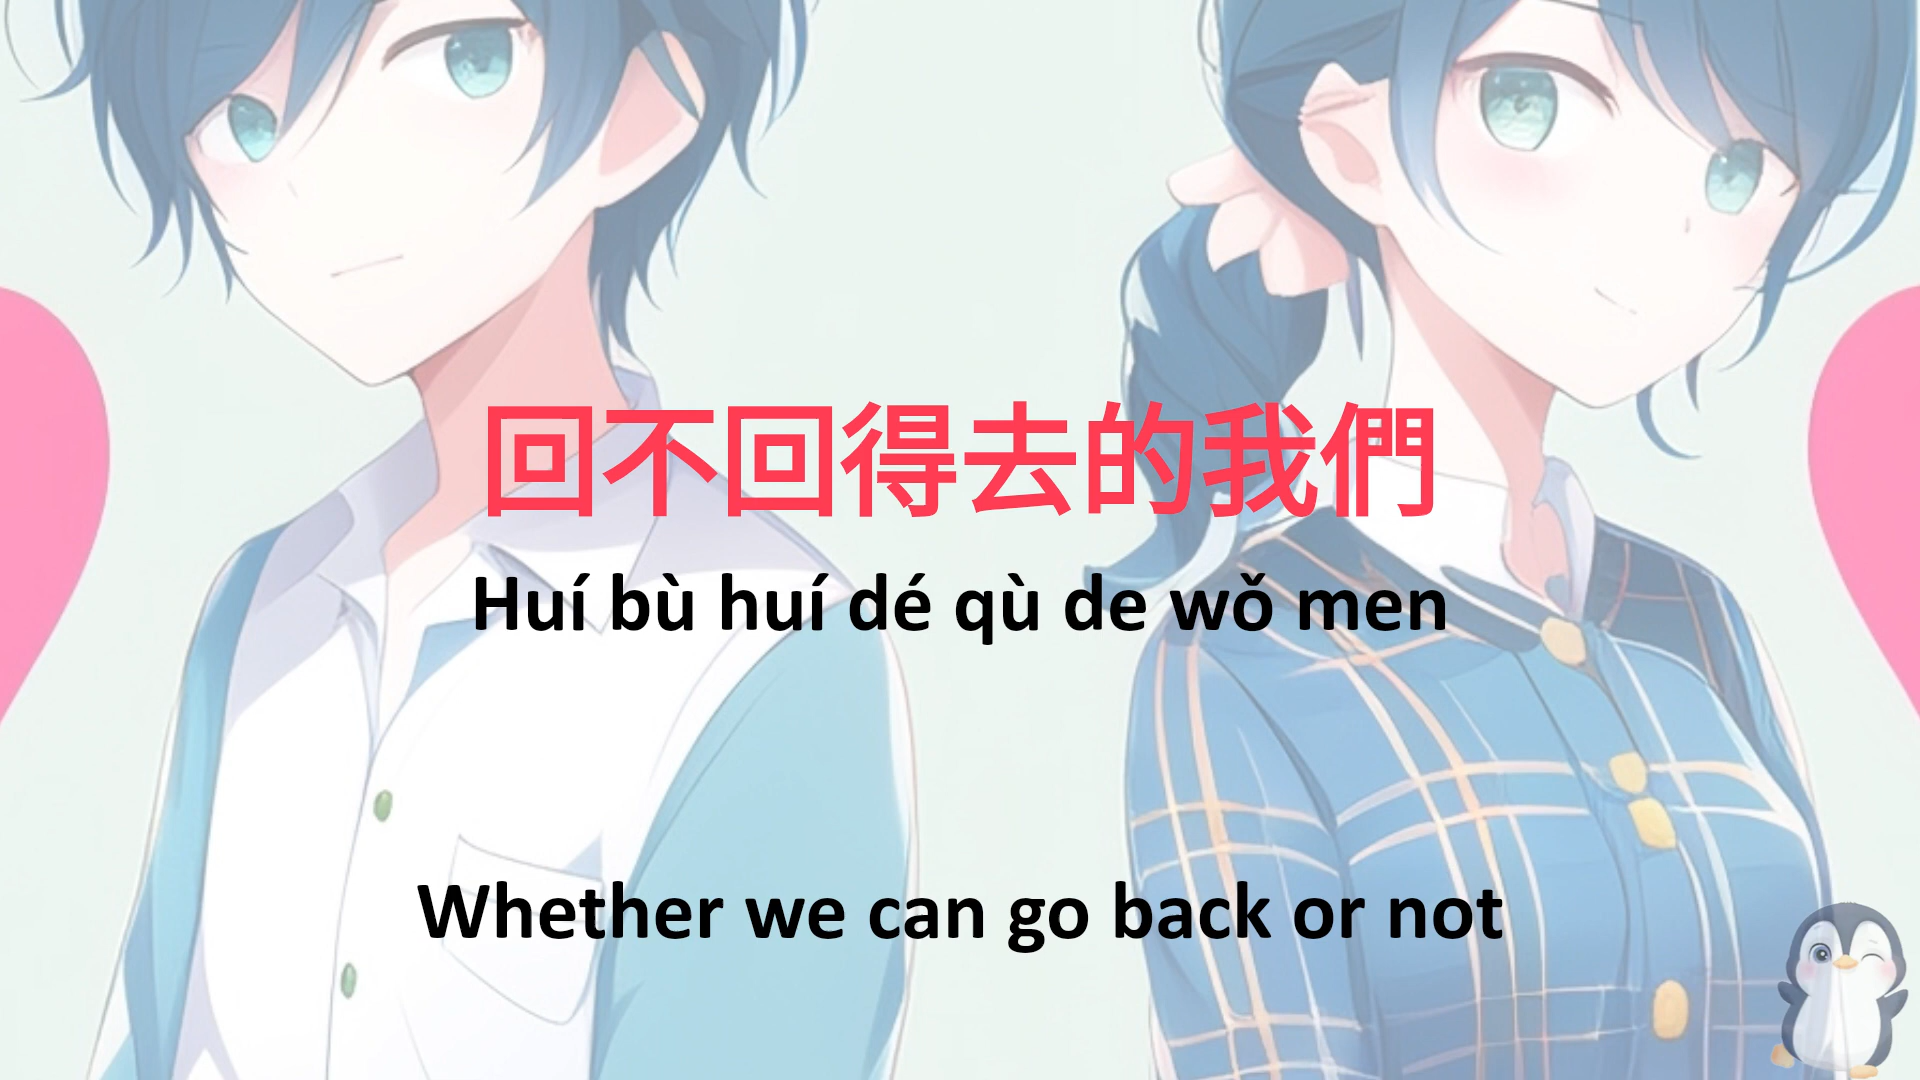 回不回得去的我們
Huí bù huí dé qù de wǒ men
Whether we can go back or not